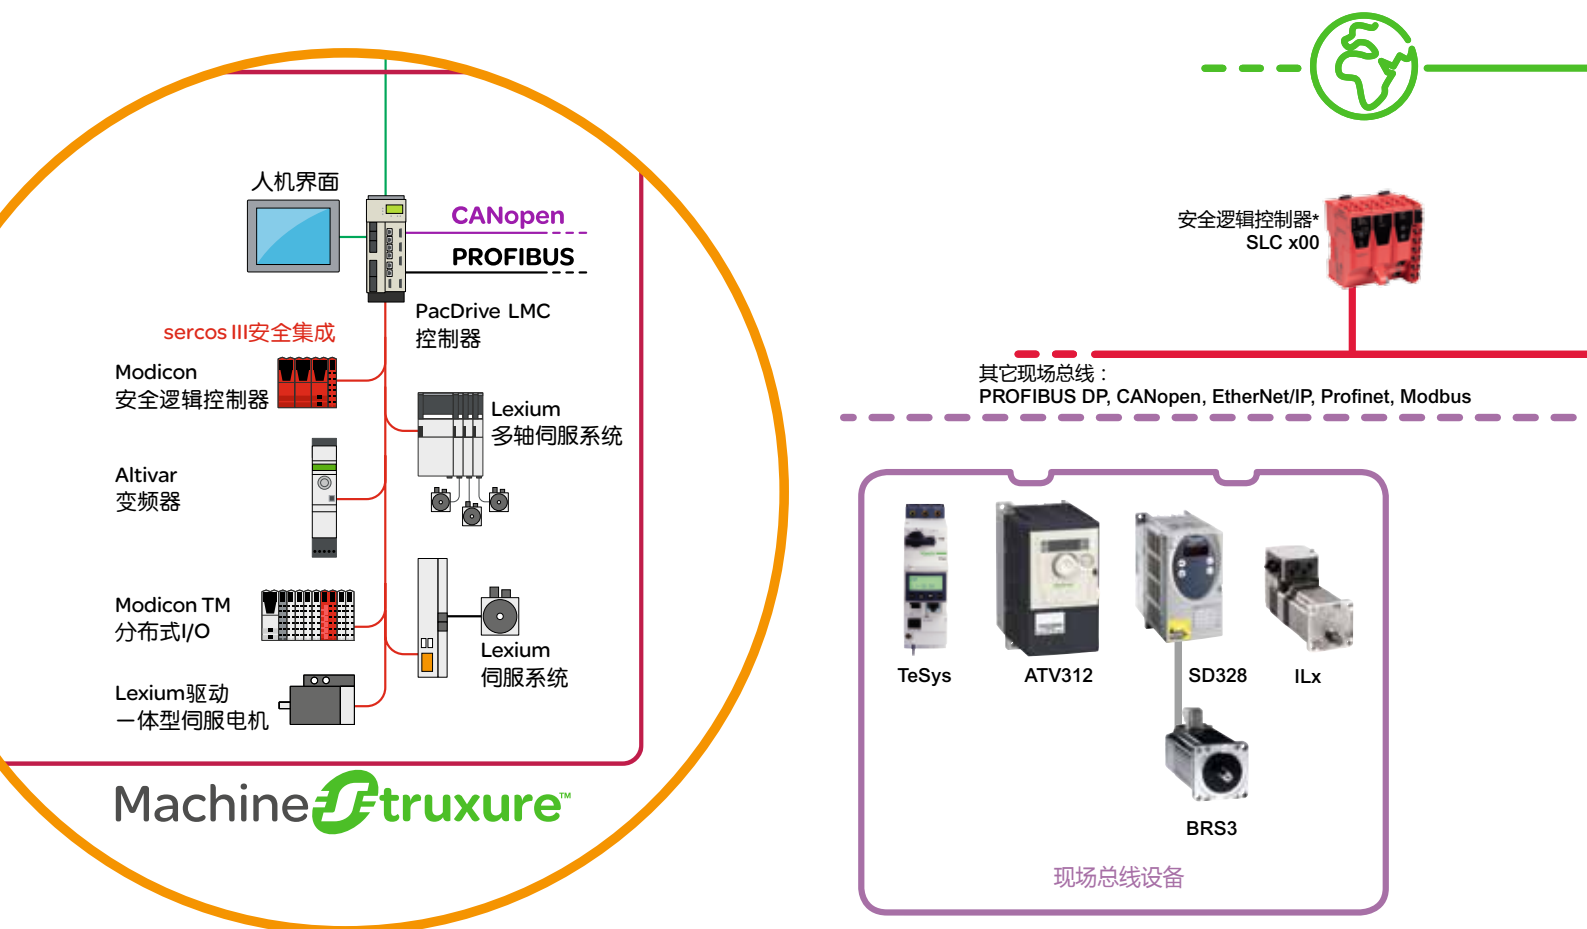 人机界面
CANopen
PROFIBUS
PacDrive LMC
控制器
sercos III安全集成
Modicon
安全逻辑控制器
Lexium
多轴伺服系统
Altivar
变频器
Modicon TM
分布式I/O
Lexium
伺服系统
Lexium驱动
一体型伺服电机
MachineStruxure™
安全逻辑控制器*
SLC x00
其它现场总线：
PROFIBUS DP, CANopen, EtherNet/IP, Profinet, Modbus
TeSys
ATV312
SD328
ILx
BRS3
现场总线设备